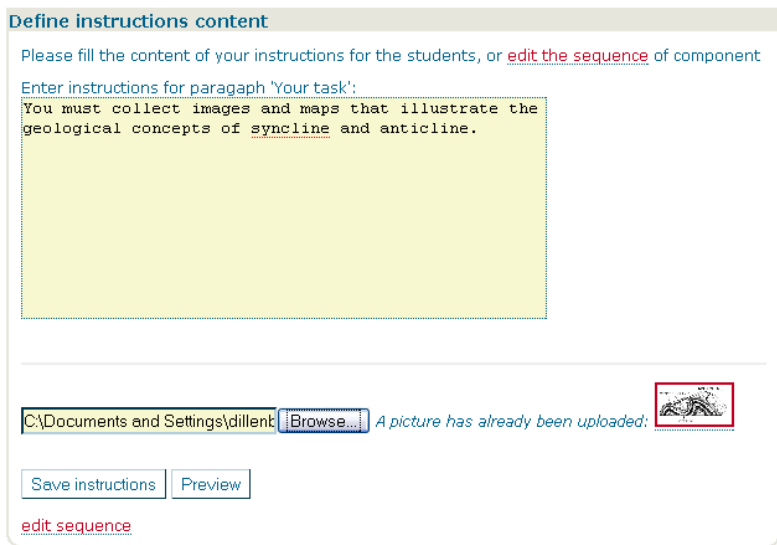 Define instructions content
Please fill the content of your instructions for the students, or edit the sequence of component
Enter instructions for paragaph 'Your task':
You must collect images and maps that illustrate the
geological concepts of syncline and anticline.
C:\Documents and Settings\dillenb Browse... A picture has already been uploaded:
Save instructions Preview
edit sequence